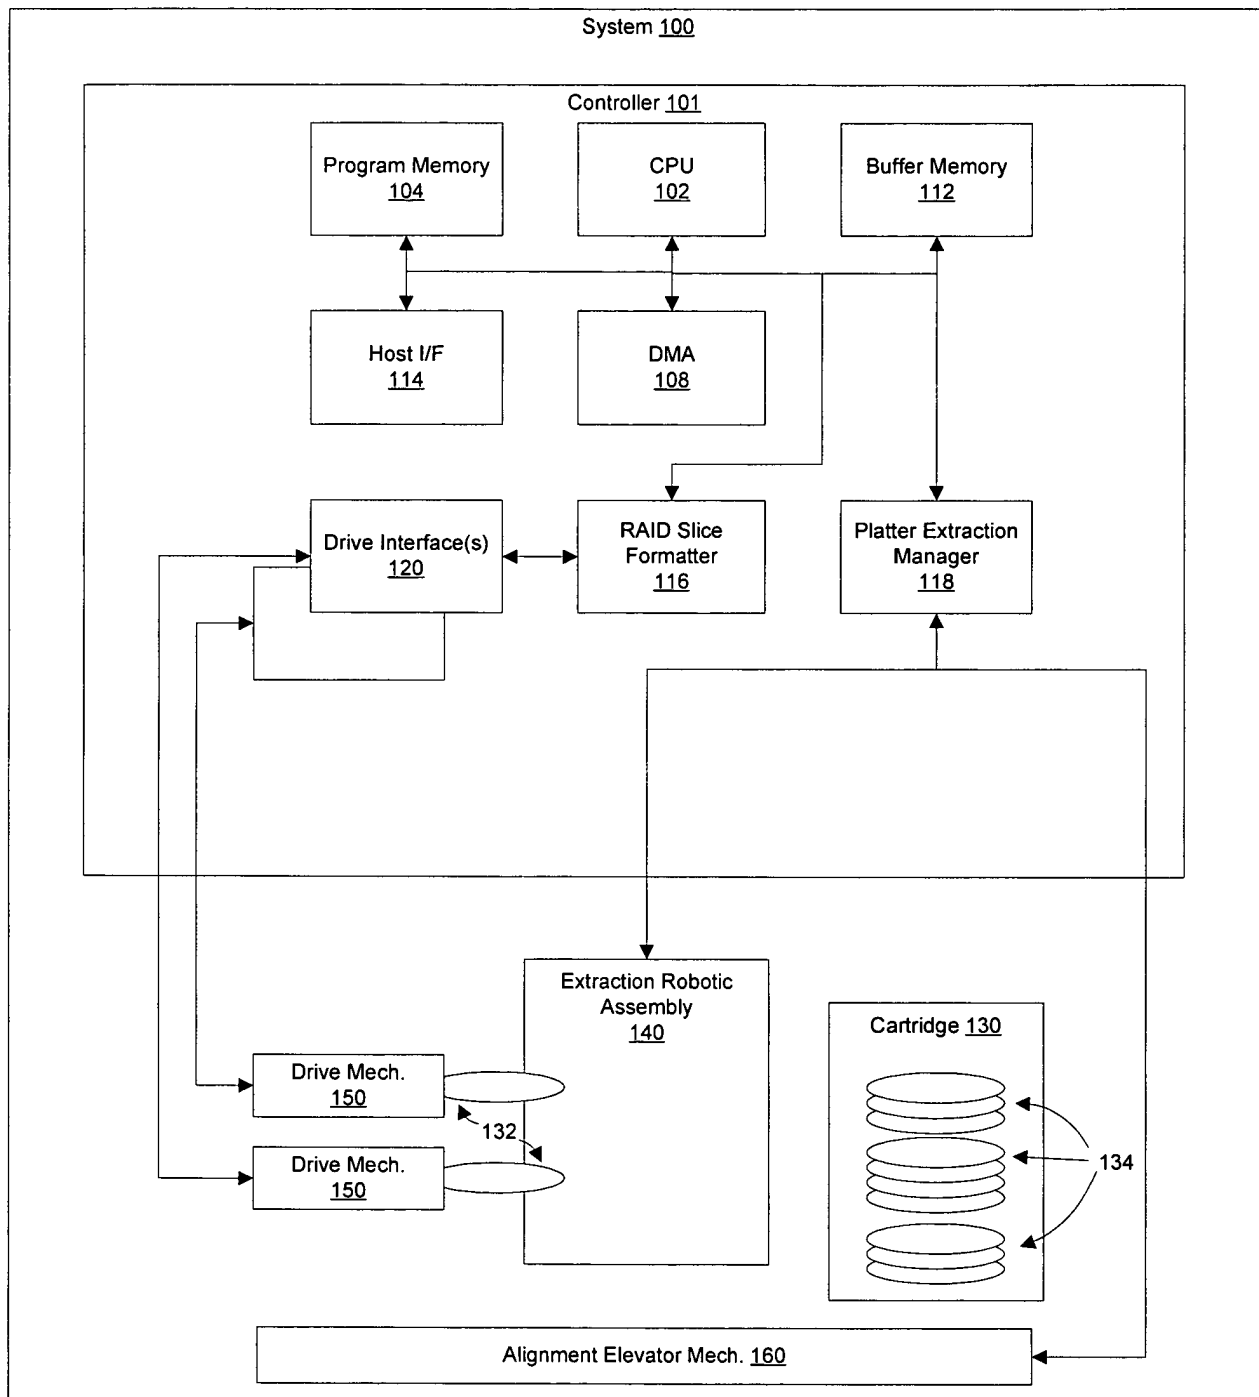 System 100
Controller 101
Program Memory
104
CPU
102
Buffer Memory
112
Host I/F
114
DMA
108
Drive Interface(s)
120
RAID Slice
Formatter
116
Platter Extraction
Manager
118
Extraction Robotic
Assembly
140
Cartridge 130
Drive Mech.
150
132
Drive Mech.
150
134
Alignment Elevator Mech. 160